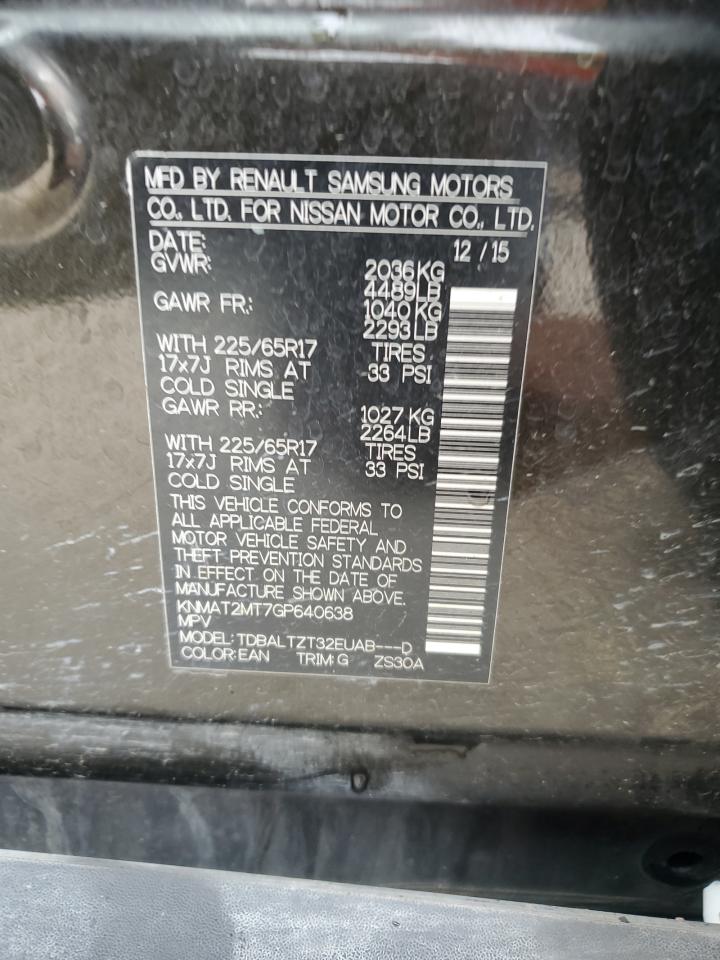 MFD BY RENAULT SAMSUNG MOTORS
CO., LTD. FOR NISSAN MOTOR CO., LTD.
DATE: 12 / 15
GVWR: 2036 KG
4489 LB
GAWR FR.: 1040 KG
2293 LB
WITH 225/65R17 TIRES
17x7J RIMS AT 33 PSI
COLD SINGLE
GAWR RR.: 1027 KG
2264 LB
WITH 225/65R17 TIRES
17x7J RIMS AT 33 PSI
COLD SINGLE
THIS VEHICLE CONFORMS TO
ALL APPLICABLE FEDERAL
MOTOR VEHICLE SAFETY AND
THEFT PREVENTION STANDARDS
IN EFFECT ON THE DATE OF
MANUFACTURE SHOWN ABOVE.
KNMAT2MT7GP640638
MPV
MODEL: TDBALTZT32EUAB---D
COLOR: EAN TRIM: G ZS30A